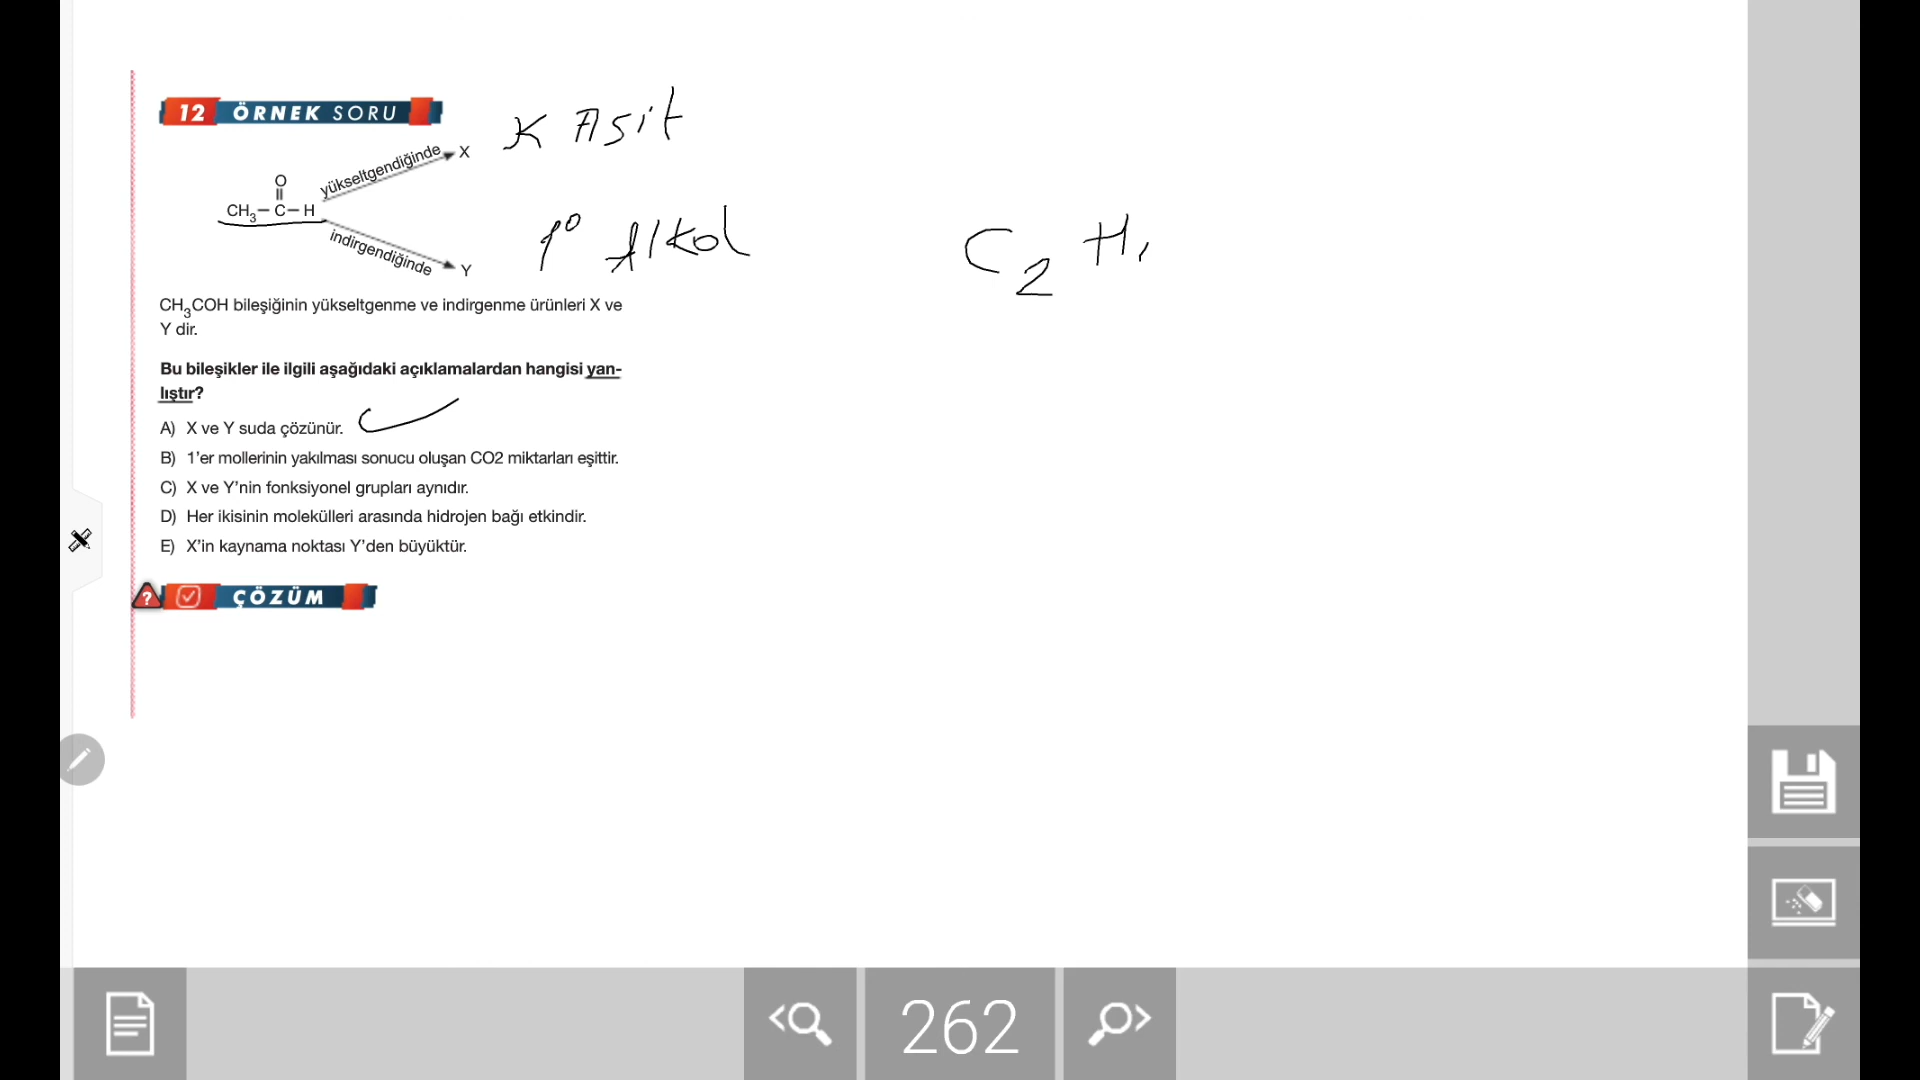 12 ÖRNEK SORU
K Asit
yükseltgendiğinde X
O
CH3 – C – H
indirgendiğinde Y
1° Alkol
C2 H
CH3COH bileşiğinin yükseltgenme ve indirgenme ürünleri X ve
Y dir.
Bu bileşikler ile ilgili aşağıdaki açıklamalardan hangisi yan-
lıştır?
A) X ve Y suda çözünür.
B) 1’er mollerinin yakılması sonucu oluşan CO2 miktarları eşittir.
C) X ve Y’nin fonksiyonel grupları aynıdır.
D) Her ikisinin molekülleri arasında hidrojen bağı etkindir.
E) X’in kaynama noktası Y’den büyüktür.
? ÇÖZÜM
262